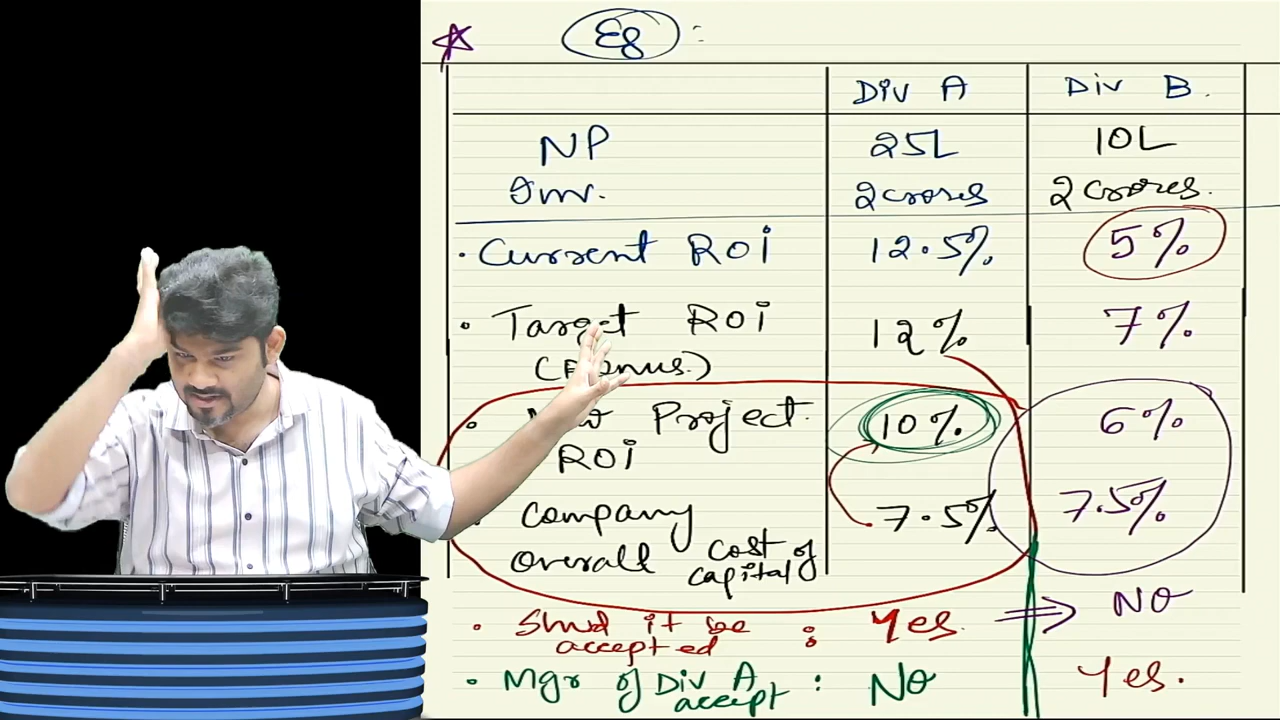 Eg :
Div A Div B.
NP 25L 10L
Inv. 2 crores 2 crores.
· Current ROI 12.5% 5%
· Target ROI 12% 7%
(Bonus.)
· New Project 10% 6%
ROI
· Company 7.5% 7.5%
Overall cost of
capital
· Shud it be : Yes. ⇒ NO
accepted
· Mgr of Div A : NO Yes.
accept